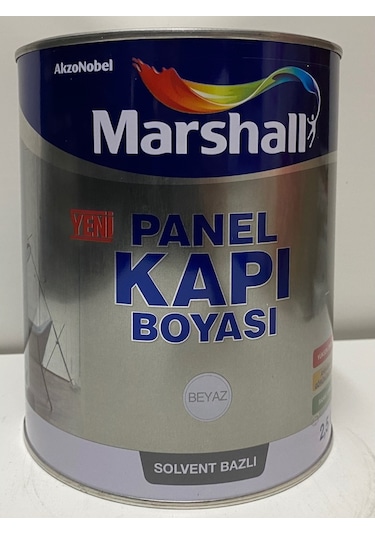 AkzoNobel
Marshall
YENİ
PANEL
KAPI
BOYASI
BEYAZ
SOLVENT BAZLI